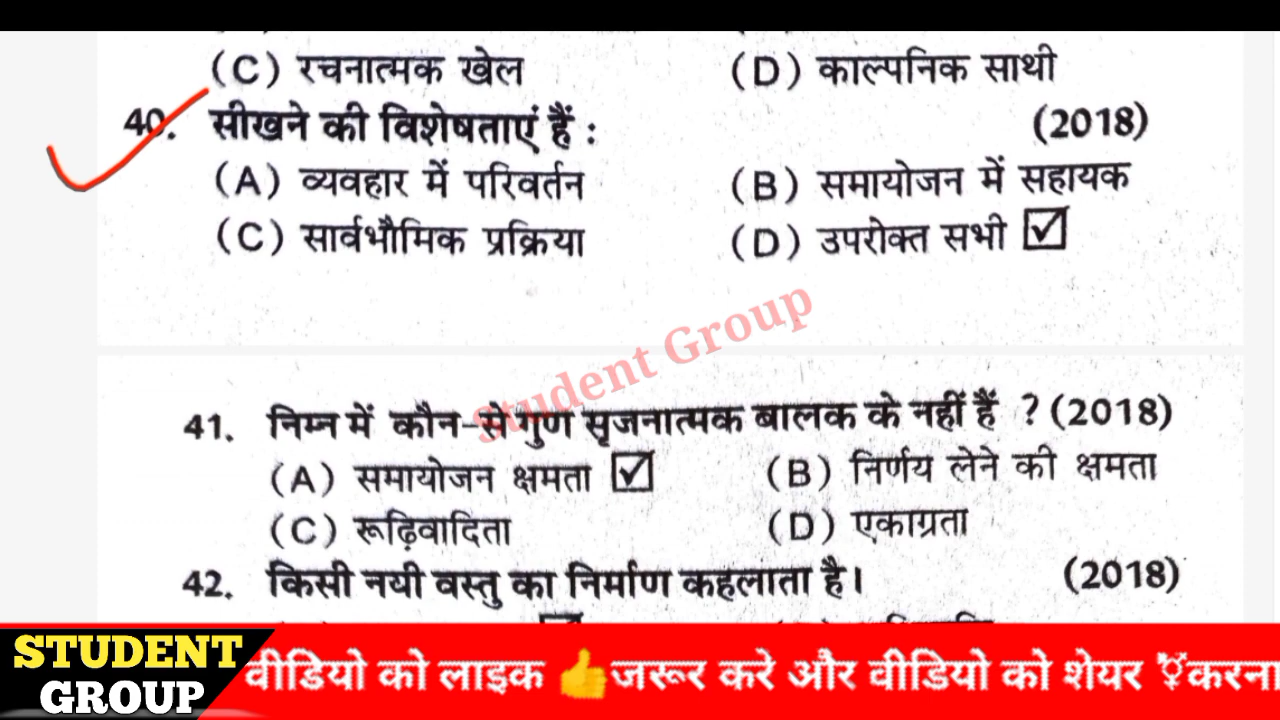 (C) रचनात्मक खेल (D) काल्पनिक साथी
40. सीखने की विशेषताएं हैं : (2018)
(A) व्यवहार में परिवर्तन (B) समायोजन में सहायक
(C) सार्वभौमिक प्रक्रिया (D) उपरोक्त सभी ☑
Student Group
41. निम्न में कौन-से गुण सृजनात्मक बालक के नहीं हैं ? (2018)
(A) समायोजन क्षमता ☑ (B) निर्णय लेने की क्षमता
(C) रूढ़िवादिता (D) एकाग्रता
42. किसी नयी वस्तु का निर्माण कहलाता है। (2018)
STUDENT GROUP
वीडियो को लाइक 👍जरूर करे और वीडियो को शेयर ⚧करना